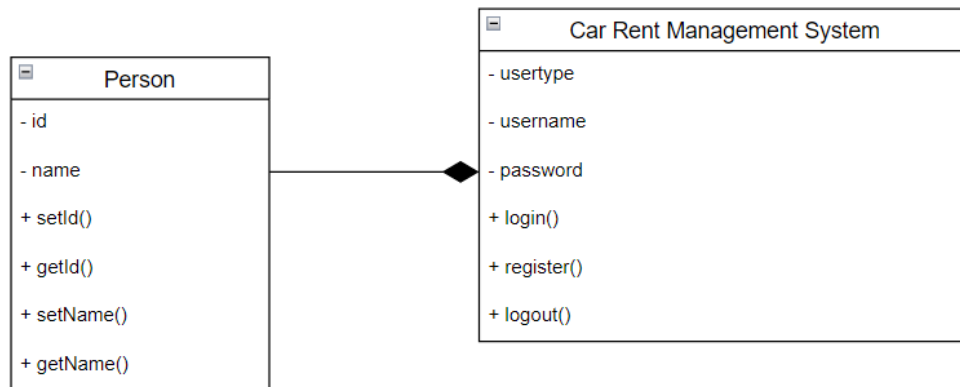 Person
- id
- name
+ setId()
+ getId()
+ setName()
+ getName()
Car Rent Management System
- usertype
- username
- password
+ login()
+ register()
+ logout()